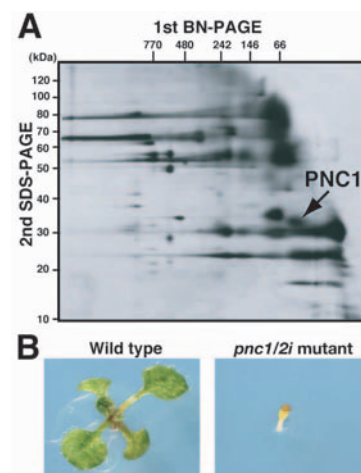 A
1st BN-PAGE
(kDa) 770 480 242 146 66
120
100
80
70
60
50
40
30
20
10
2nd SDS-PAGE
PNC1
B
Wild type
pnc1/2i mutant